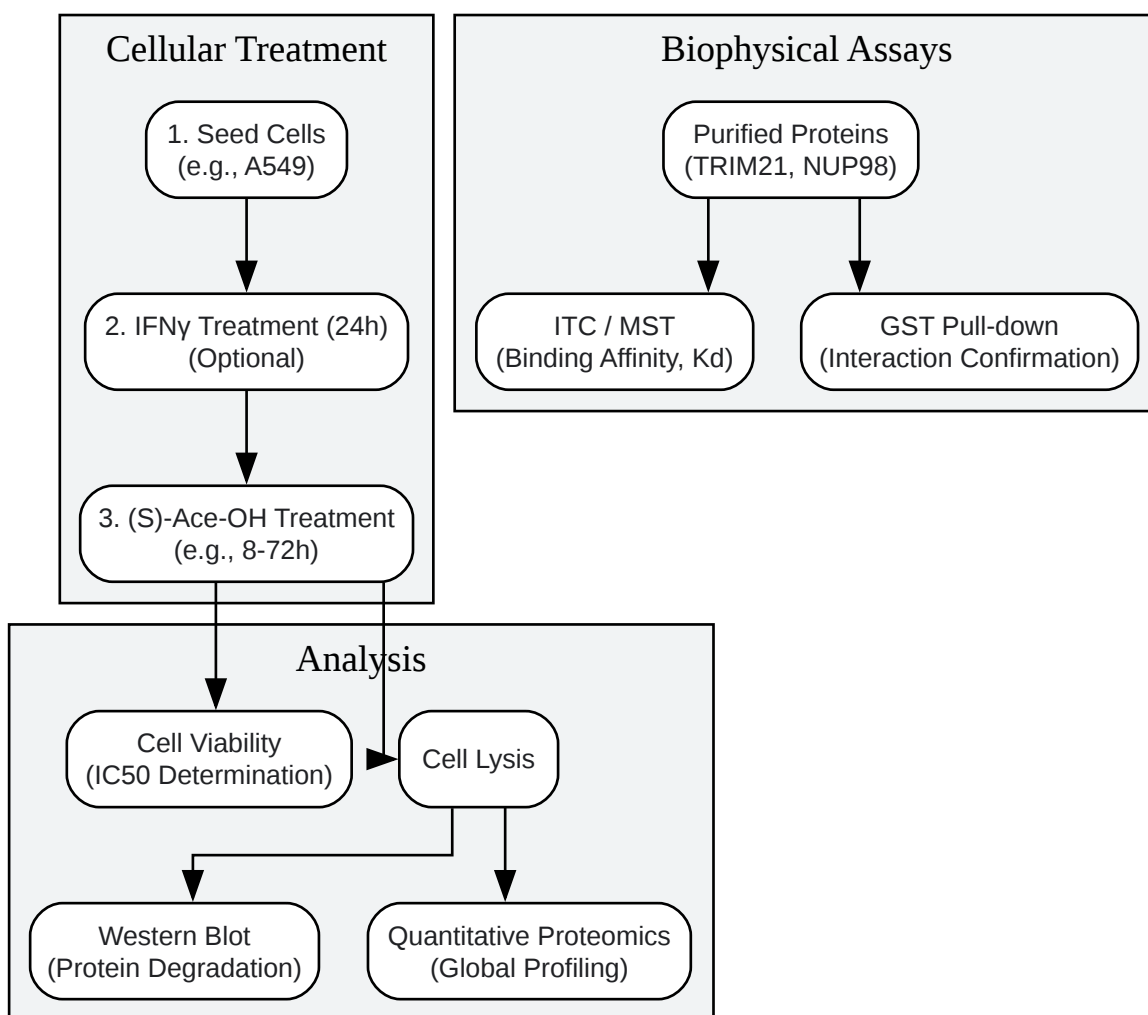 Cellular Treatment
1. Seed Cells
(e.g., A549)
2. IFNγ Treatment (24h)
(Optional)
3. (S)-Ace-OH Treatment
(e.g., 8-72h)
Biophysical Assays
Purified Proteins
(TRIM21, NUP98)
ITC / MST
(Binding Affinity, Kd)
GST Pull-down
(Interaction Confirmation)
Analysis
Cell Viability
(IC50 Determination)
Cell Lysis
Western Blot
(Protein Degradation)
Quantitative Proteomics
(Global Profiling)